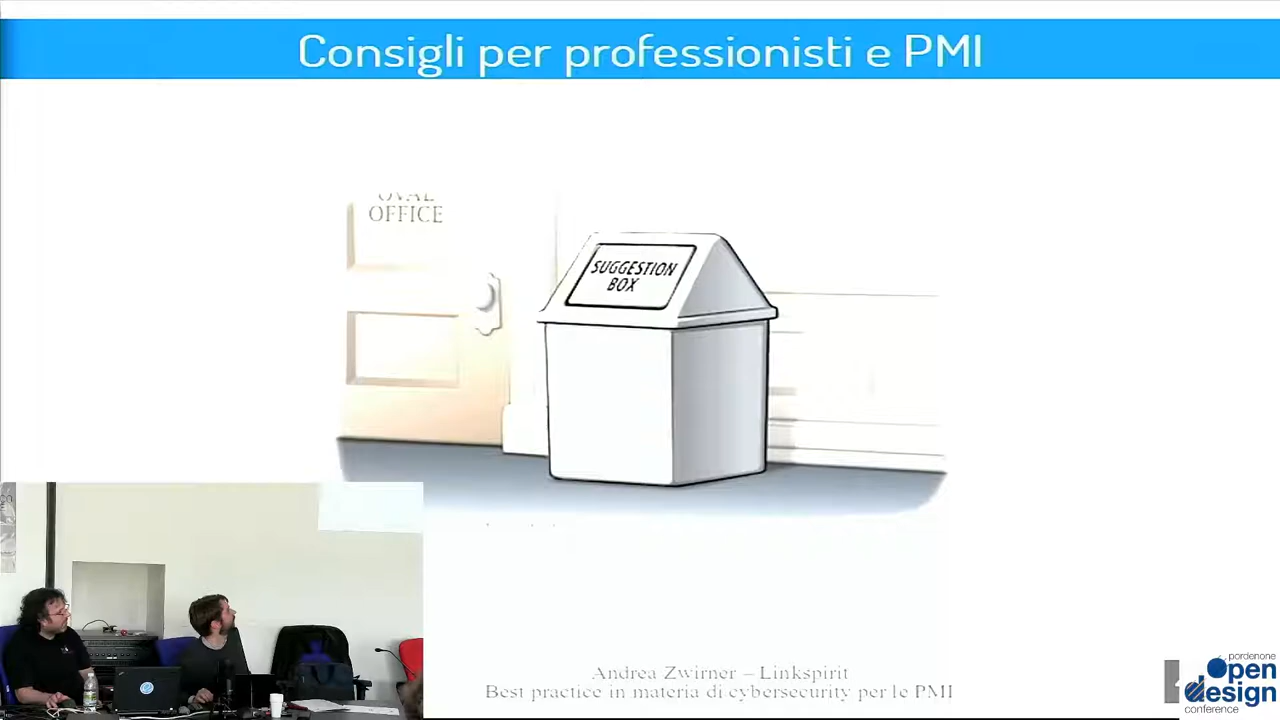 Consigli per professionisti e PMI
OVAL
OFFICE
SUGGESTION
BOX
Andrea Zwirner – Linkspirit
Best practice in materia di cybersecurity per le PMI
pordenone
open
design
conference